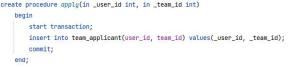 create procedure apply(in _user_id int, in _team_id int)
begin
start transaction;
insert into team_applicant(user_id, team_id) values(_user_id, _team_id);
commit;
end;